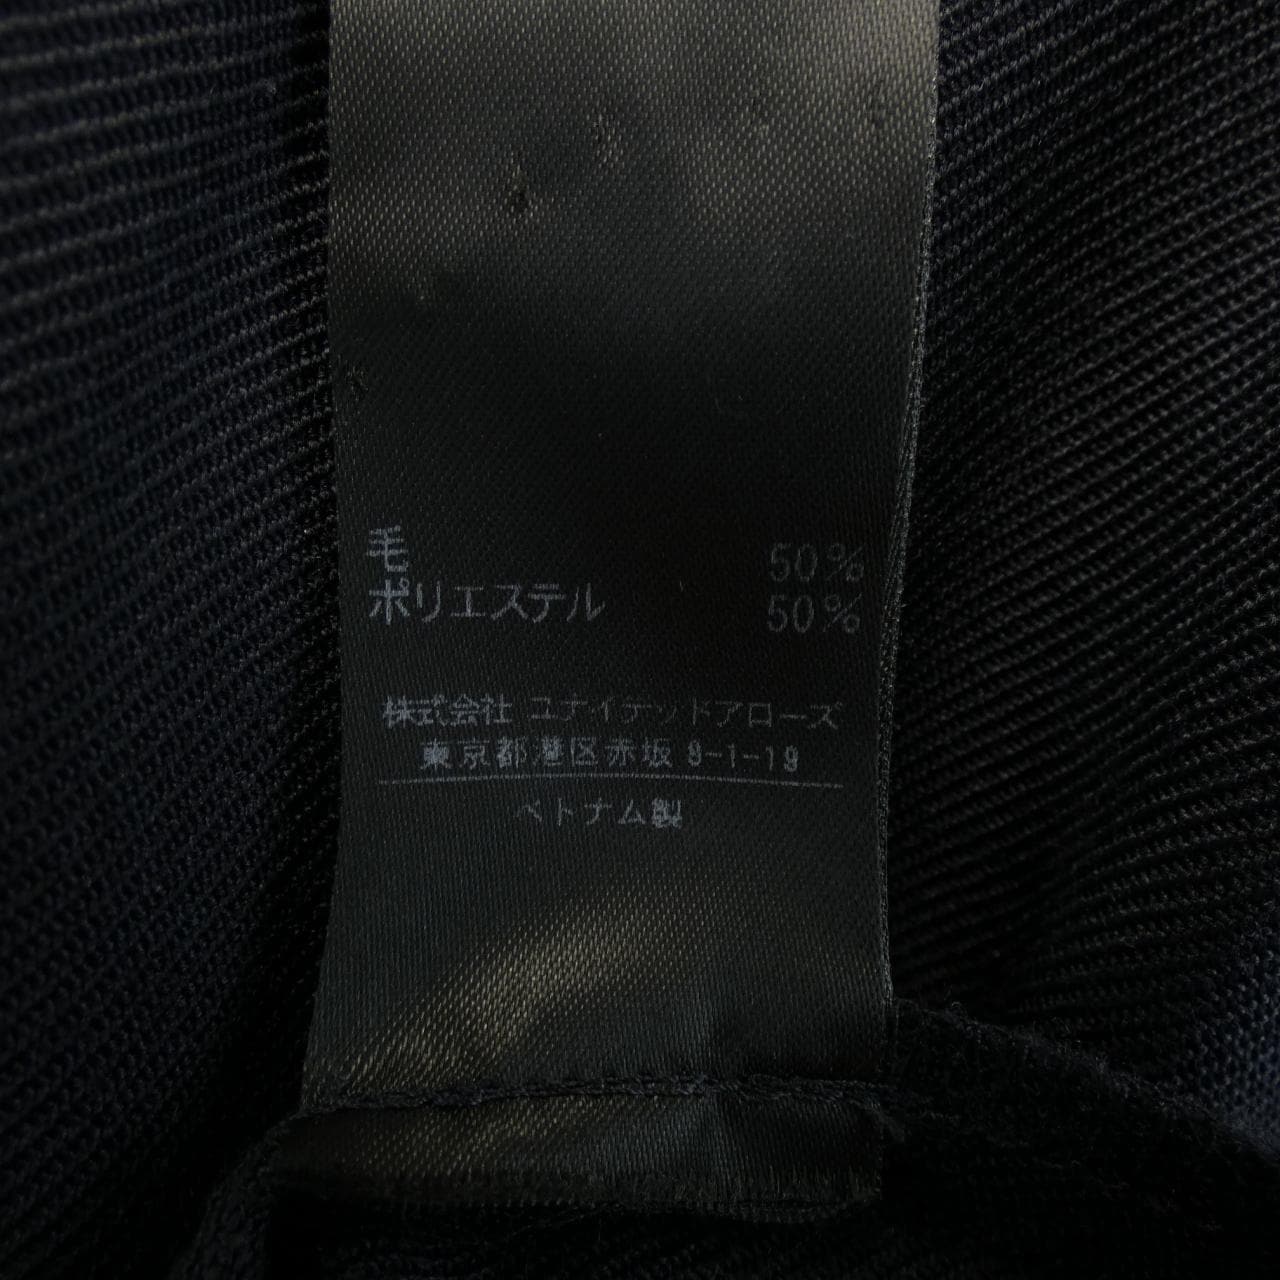 毛 50%
ポリエステル 50%
株式会社 ユナイテッドアローズ
東京都港区赤坂 8-1-19
ベトナム製